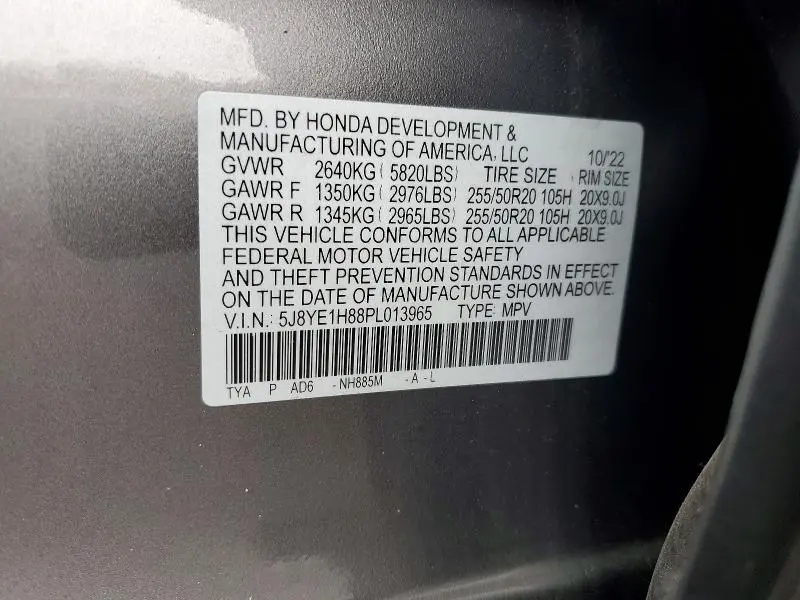 MFD. BY HONDA DEVELOPMENT &
MANUFACTURING OF AMERICA, LLC 10/'22
GVWR 2640KG ( 5820LBS) TIRE SIZE RIM SIZE
GAWR F 1350KG ( 2976LBS) 255/50R20 105H 20X9.0J
GAWR R 1345KG ( 2965LBS) 255/50R20 105H 20X9.0J
THIS VEHICLE CONFORMS TO ALL APPLICABLE
FEDERAL MOTOR VEHICLE SAFETY
AND THEFT PREVENTION STANDARDS IN EFFECT
ON THE DATE OF MANUFACTURE SHOWN ABOVE.
V.I.N.: 5J8YE1H88PL013965 TYPE: MPV
TYA P AD6 -NH885M -A -L